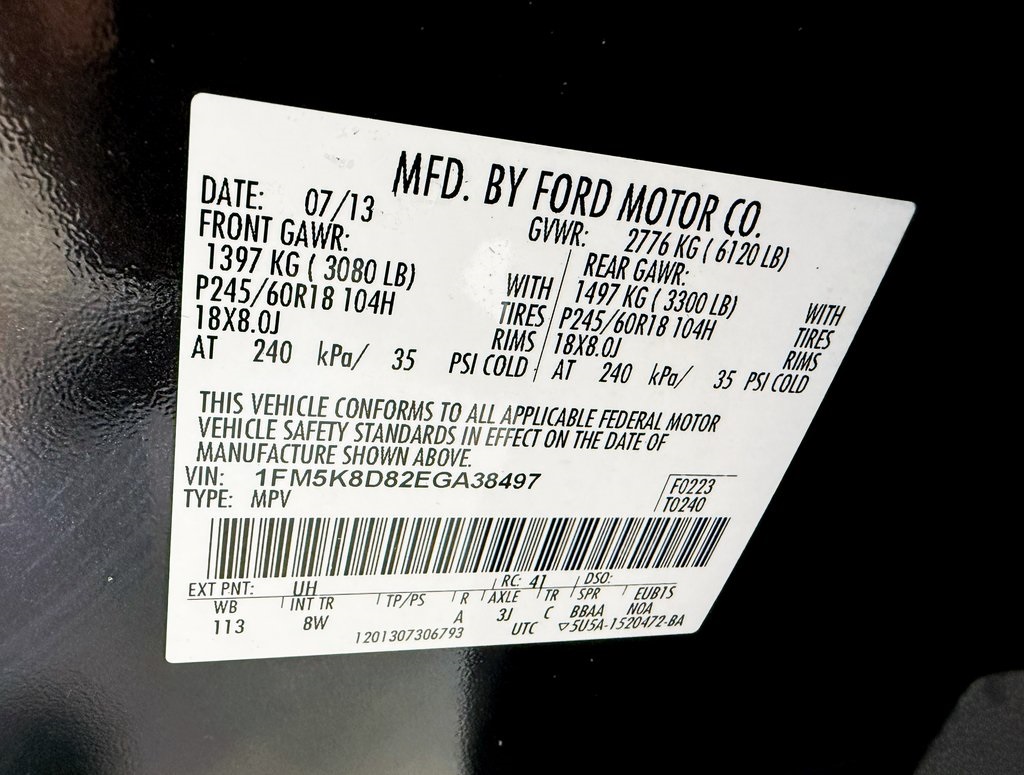 MFD. BY FORD MOTOR CO.
DATE: 07/13 GVWR: 2776 KG ( 6120 LB)
FRONT GAWR: REAR GAWR:
1397 KG ( 3080 LB) WITH 1497 KG ( 3300 LB) WITH
P245/60R18 104H TIRES P245/60R18 104H TIRES
18X8.0J RIMS 18X8.0J RIMS
AT 240 kPa/ 35 PSI COLD AT 240 kPa/ 35 PSI COLD
THIS VEHICLE CONFORMS TO ALL APPLICABLE FEDERAL MOTOR
VEHICLE SAFETY STANDARDS IN EFFECT ON THE DATE OF
MANUFACTURE SHOWN ABOVE.
VIN: 1FM5K8D82EGA38497 F0223
TYPE: MPV T0240
EXT PNT: UH RC: 41 DSO:
WB INT TR TP/PS R AXLE TR SPR EUB1S
113 8W A 3J C BBAA NOA
1201307306793 UTC ▽5U5A-1520472-BA